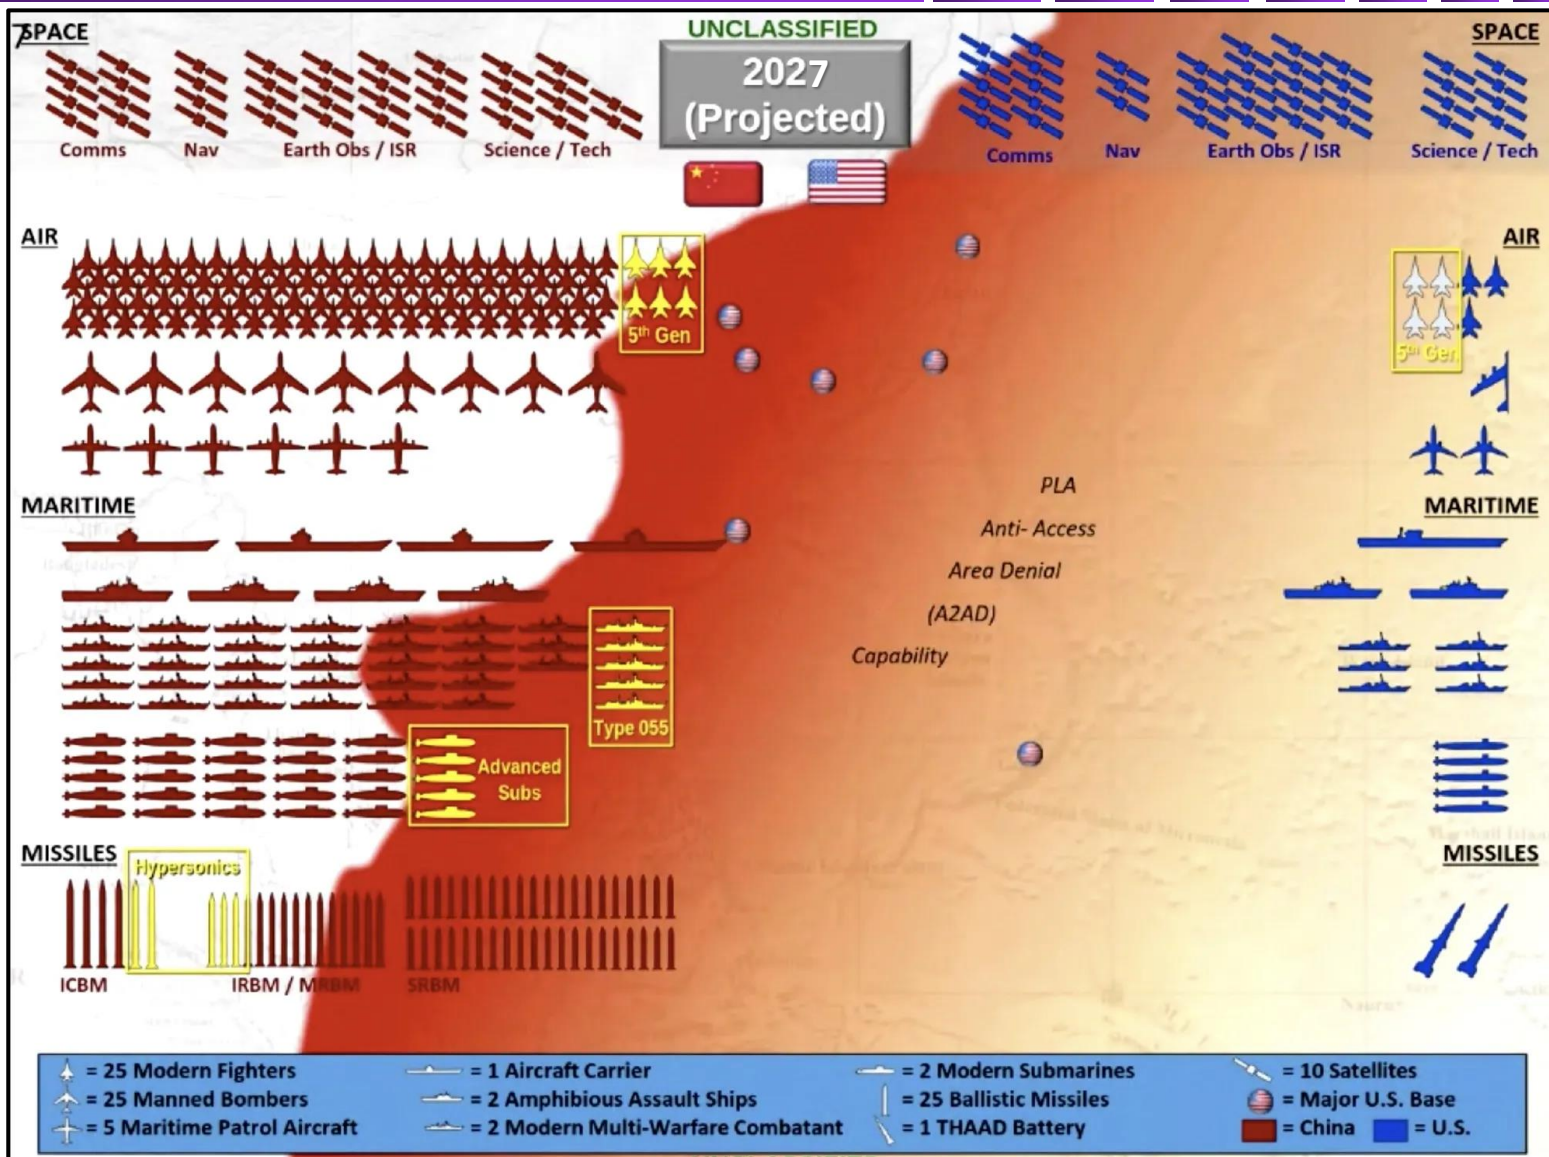 7
SPACE
UNCLASSIFIED
SPACE
2027
(Projected)
Comms
Nav
Earth Obs / ISR
Science / Tech
Comms
Nav
Earth Obs / ISR
Science / Tech
AIR
AIR
5th Gen
5th Gen
MARITIME
MARITIME
PLA
Anti- Access
Area Denial
(A2AD)
Capability
Type 055
Advanced
Subs
MISSILES
MISSILES
Hypersonics
ICBM
IRBM / MRBM
SRBM
= 25 Modern Fighters
= 1 Aircraft Carrier
= 2 Modern Submarines
= 10 Satellites
= 25 Manned Bombers
= 2 Amphibious Assault Ships
= 25 Ballistic Missiles
= Major U.S. Base
= 5 Maritime Patrol Aircraft
= 2 Modern Multi-Warfare Combatant
= 1 THAAD Battery
= China
= U.S.